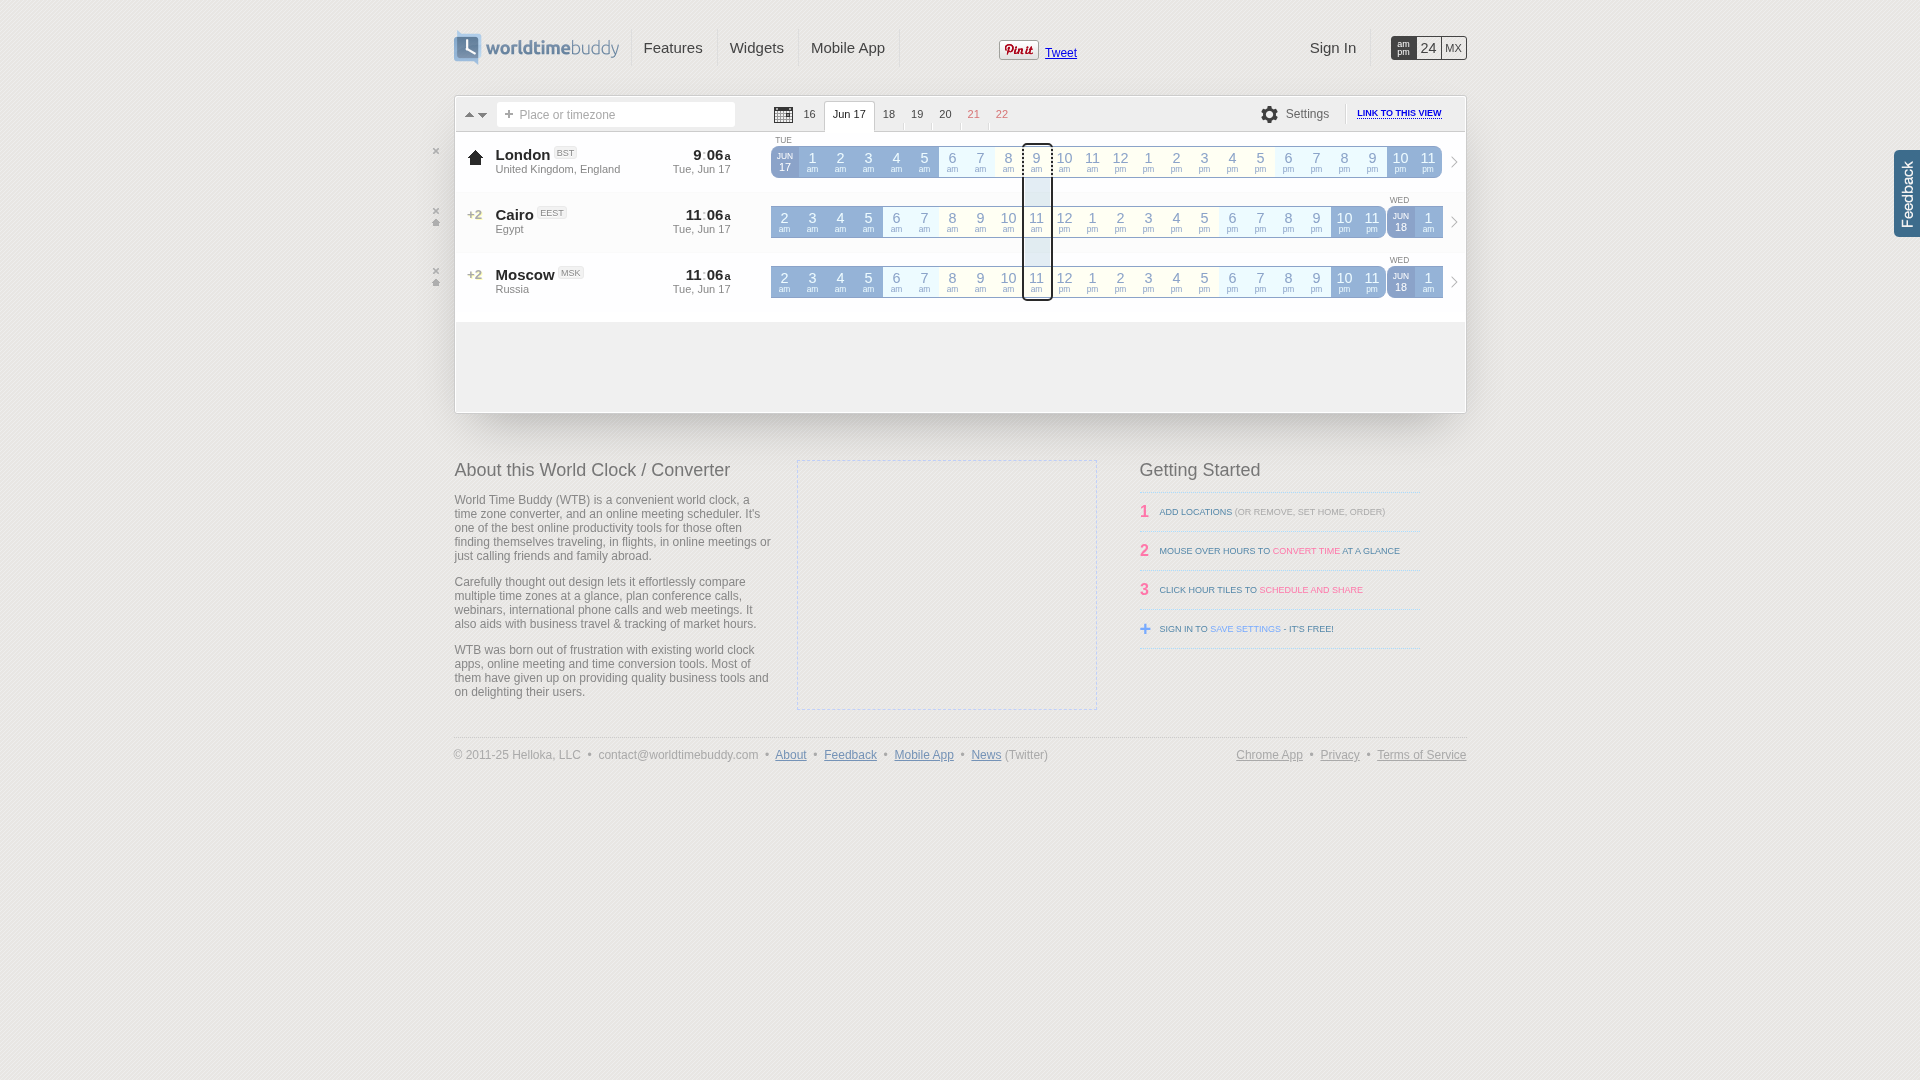 worldtimebuddy Features Widgets Mobile App Pin it Tweet Sign In am pm 24 MX
+ Place or timezone 16 Jun 17 18 19 20 21 22 Settings LINK TO THIS VIEW
TUE
London BST 9:06a
United Kingdom, England Tue, Jun 17
JUN 17 1 am 2 am 3 am 4 am 5 am 6 am 7 am 8 am 9 am 10 am 11 am 12 pm 1 pm 2 pm 3 pm 4 pm 5 pm 6 pm 7 pm 8 pm 9 pm 10 pm 11 pm
Feedback
WED
+2 Cairo EEST 11:06a
Egypt Tue, Jun 17
2 am 3 am 4 am 5 am 6 am 7 am 8 am 9 am 10 am 11 am 12 pm 1 pm 2 pm 3 pm 4 pm 5 pm 6 pm 7 pm 8 pm 9 pm 10 pm 11 pm JUN 18 1 am
WED
+2 Moscow MSK 11:06a
Russia Tue, Jun 17
2 am 3 am 4 am 5 am 6 am 7 am 8 am 9 am 10 am 11 am 12 pm 1 pm 2 pm 3 pm 4 pm 5 pm 6 pm 7 pm 8 pm 9 pm 10 pm 11 pm JUN 18 1 am
About this World Clock / Converter
World Time Buddy (WTB) is a convenient world clock, a
time zone converter, and an online meeting scheduler. It's
one of the best online productivity tools for those often
finding themselves traveling, in flights, in online meetings or
just calling friends and family abroad.
Carefully thought out design lets it effortlessly compare
multiple time zones at a glance, plan conference calls,
webinars, international phone calls and web meetings. It
also aids with business travel & tracking of market hours.
WTB was born out of frustration with existing world clock
apps, online meeting and time conversion tools. Most of
them have given up on providing quality business tools and
on delighting their users.
Getting Started
1 ADD LOCATIONS (OR REMOVE, SET HOME, ORDER)
2 MOUSE OVER HOURS TO CONVERT TIME AT A GLANCE
3 CLICK HOUR TILES TO SCHEDULE AND SHARE
+ SIGN IN TO SAVE SETTINGS - IT'S FREE!
© 2011-25 Helloka, LLC • contact@worldtimebuddy.com • About • Feedback • Mobile App • News (Twitter) Chrome App • Privacy • Terms of Service